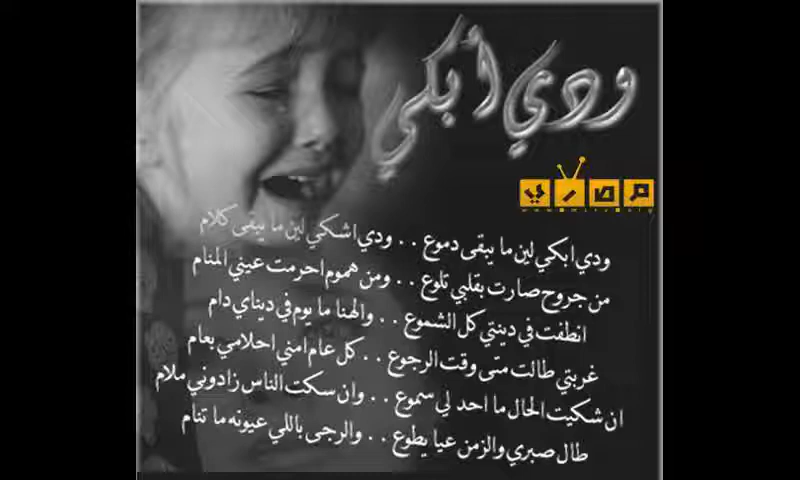 ودي أبكي
مصري
ودي ابكي لين ما يبقى دموع . . ودي اشكي لين ما يبقى كلام
من جروح صارت بقلبي تلوع . . ومن هموم احرمت عيني المنام
انطفت في دينتي كل الشموع . . والهنا ما يوم في ديناي دام
غربتي طالت متى وقت الرجوع . . كل عام امني احلامي بعام
ان شكيت الحال ما احد لي سموع . . وان سكت الناس زادوني ملام
طال صبري والزمن عيا يطوع . . والرجى باللي عيونه ما تنام